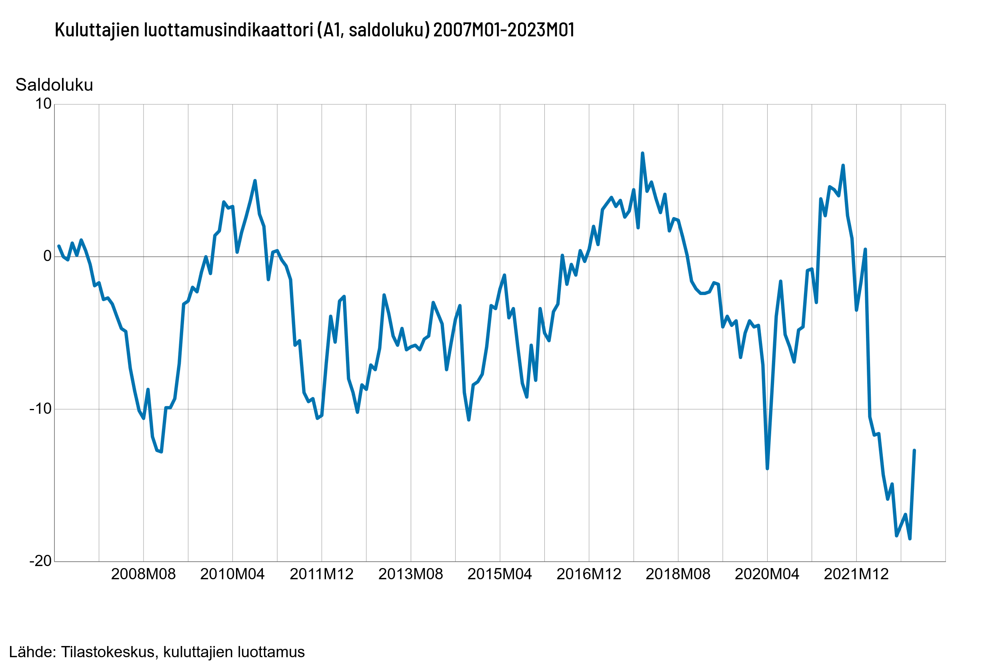 Kuluttajien luottamusindikaattori (A1, saldoluku) 2007M01-2023M01
Saldoluku
10
0
-10
-20
2008M08 2010M04 2011M12 2013M08 2015M04 2016M12 2018M08 2020M04 2021M12
Lähde: Tilastokeskus, kuluttajien luottamus